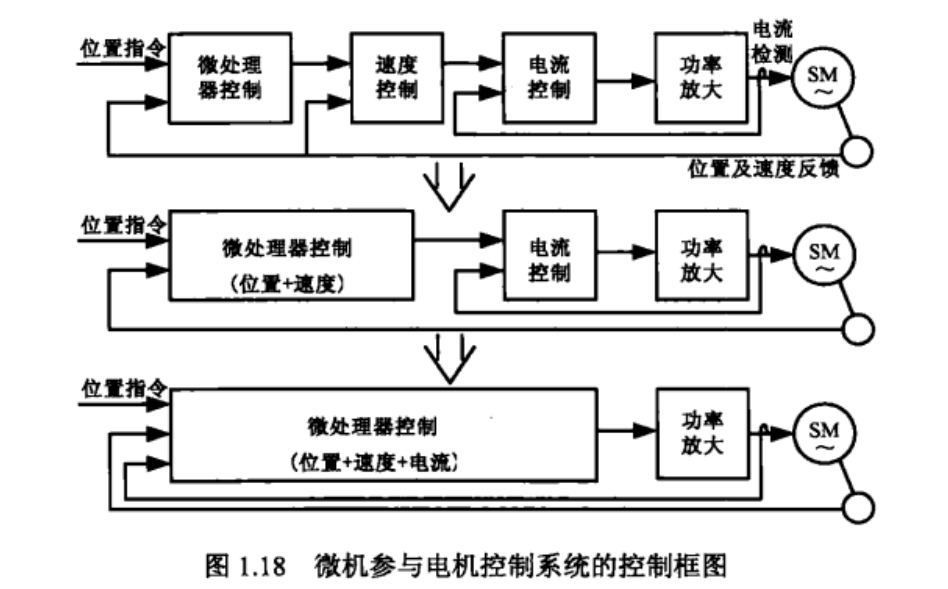 电流
检测
位置指令
微处理
器控制
速度
控制
电流
控制
功率
放大
SM
~
位置及速度反馈
位置指令
微处理器控制
(位置+速度)
电流
控制
功率
放大
SM
~
位置指令
微处理器控制
(位置+速度+电流)
功率
放大
SM
~
图 1.18 微机参与电机控制系统的控制框图